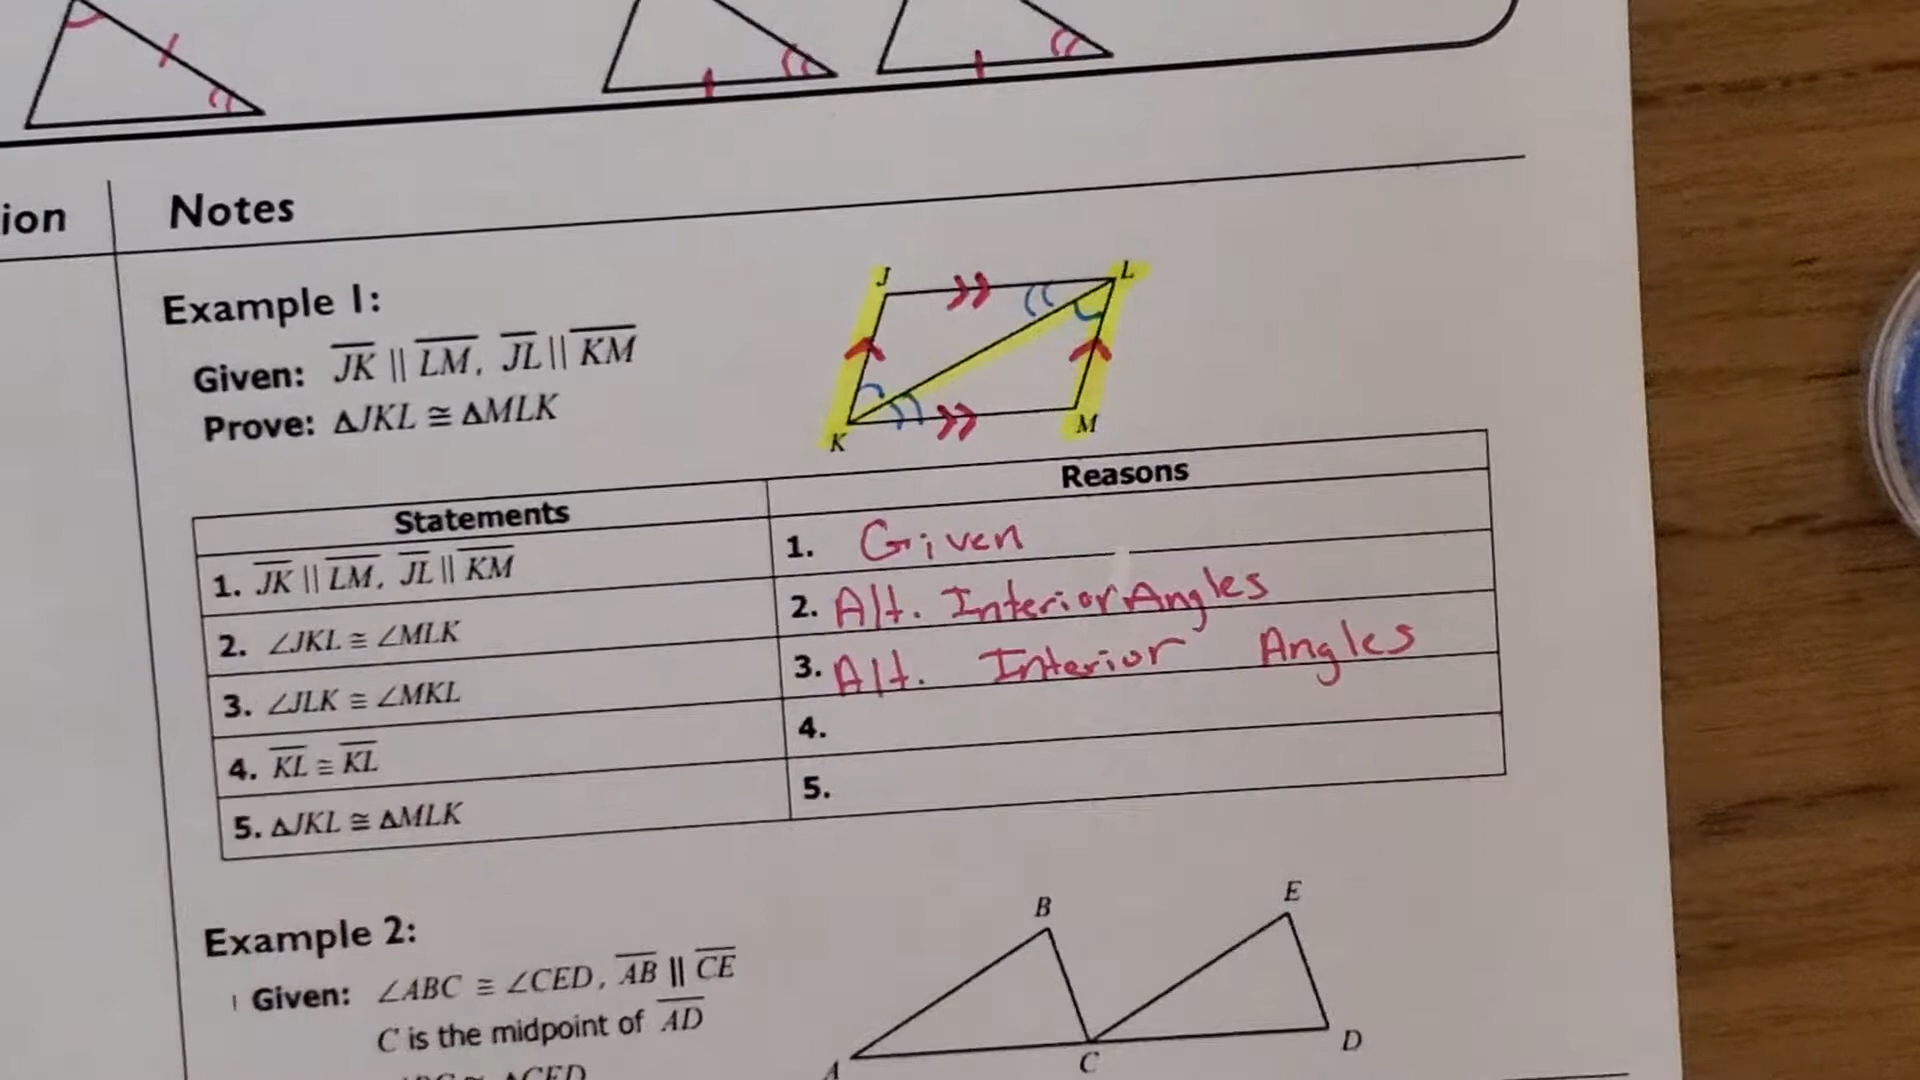 ion Notes
Example 1:
Given: JK || LM, JL || KM
Prove: ΔJKL ≅ ΔMLK
J L
K M
Statements Reasons
1. JK || LM, JL || KM 1. Given
2. ∠JKL ≅ ∠MLK 2. Alt. Interior Angles
3. ∠JLK ≅ ∠MKL 3. Alt. Interior Angles
4. KL ≅ KL 4.
5. ΔJKL ≅ ΔMLK 5.
Example 2:
Given: ∠ABC ≅ ∠CED, AB || CE
C is the midpoint of AD
B E
A C D